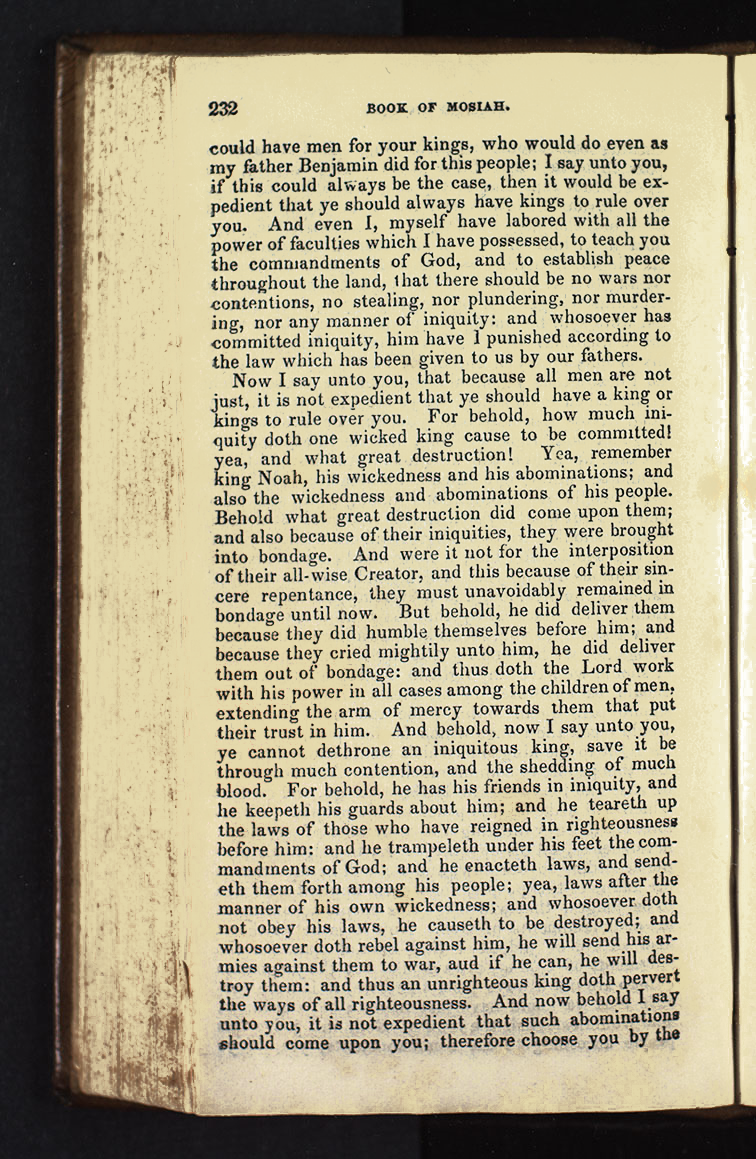 232 BOOK OF MOSIAH.
could have men for your kings, who would do even as
my father Benjamin did for this people; I say unto you,
if this could always be the case, then it would be ex-
pedient that ye should always have kings to rule over
you. And even I, myself have labored with all the
power of faculties which I have possessed, to teach you
the commandments of God, and to establish peace
throughout the land, that there should be no wars nor
contentions, no stealing, nor plundering, nor murder-
ing, nor any manner of iniquity: and whosoever has
committed iniquity, him have I punished according to
the law which has been given to us by our fathers.
Now I say unto you, that because all men are not
just, it is not expedient that ye should have a king or
kings to rule over you. For behold, how much ini-
quity doth one wicked king cause to be committed!
yea, and what great destruction! Yea, remember
king Noah, his wickedness and his abominations; and
also the wickedness and abominations of his people.
Behold what great destruction did come upon them;
and also because of their iniquities, they were brought
into bondage. And were it not for the interposition
of their all-wise Creator, and this because of their sin-
cere repentance, they must unavoidably remained in
bondage until now. But behold, he did deliver them
because they did humble themselves before him; and
because they cried mightily unto him, he did deliver
them out of bondage: and thus doth the Lord work
with his power in all cases among the children of men,
extending the arm of mercy towards them that put
their trust in him. And behold, now I say unto you,
ye cannot dethrone an iniquitous king, save it be
through much contention, and the shedding of much
blood. For behold, he has his friends in iniquity, and
he keepeth his guards about him; and he teareth up
the laws of those who have reigned in righteousness
before him: and he trampeleth under his feet the com-
mandments of God; and he enacteth laws, and send-
eth them forth among his people; yea, laws after the
manner of his own wickedness; and whosoever doth
not obey his laws, he causeth to be destroyed; and
whosoever doth rebel against him, he will send his ar-
mies against them to war, aud if he can, he will des-
troy them: and thus an unrighteous king doth pervert
the ways of all righteousness. And now behold I say
unto you, it is not expedient that such abominations
should come upon you; therefore choose you by the